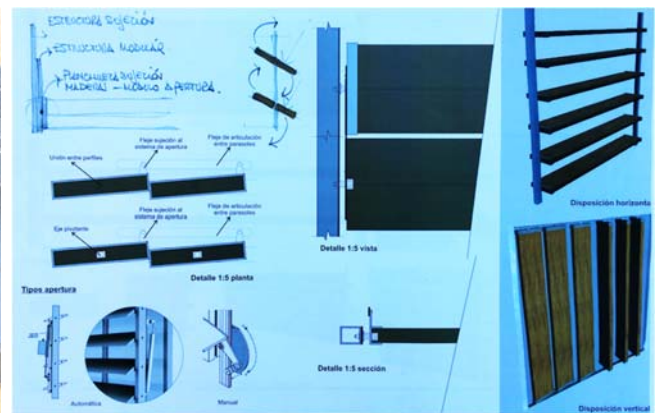 ESTRUCTURA SUJECIÓN
ESTRUCTURA MODULAR
PLANCHUELA SUJECIÓN
MADERAS - MÓDULO APERTURA.
Unión entre perfiles
Fleje sujeción al
sistema de apertura
Fleje de articulación
entre parasoles
Eje pivotante
Fleje sujeción al
sistema de apertura
Fleje de articulación
entre parasoles
Detalle 1:5 planta
Tipos apertura
Automática
Manual
Detalle 1:5 vista
Detalle 1:5 sección
Disposición horizonta
Disposición vertical